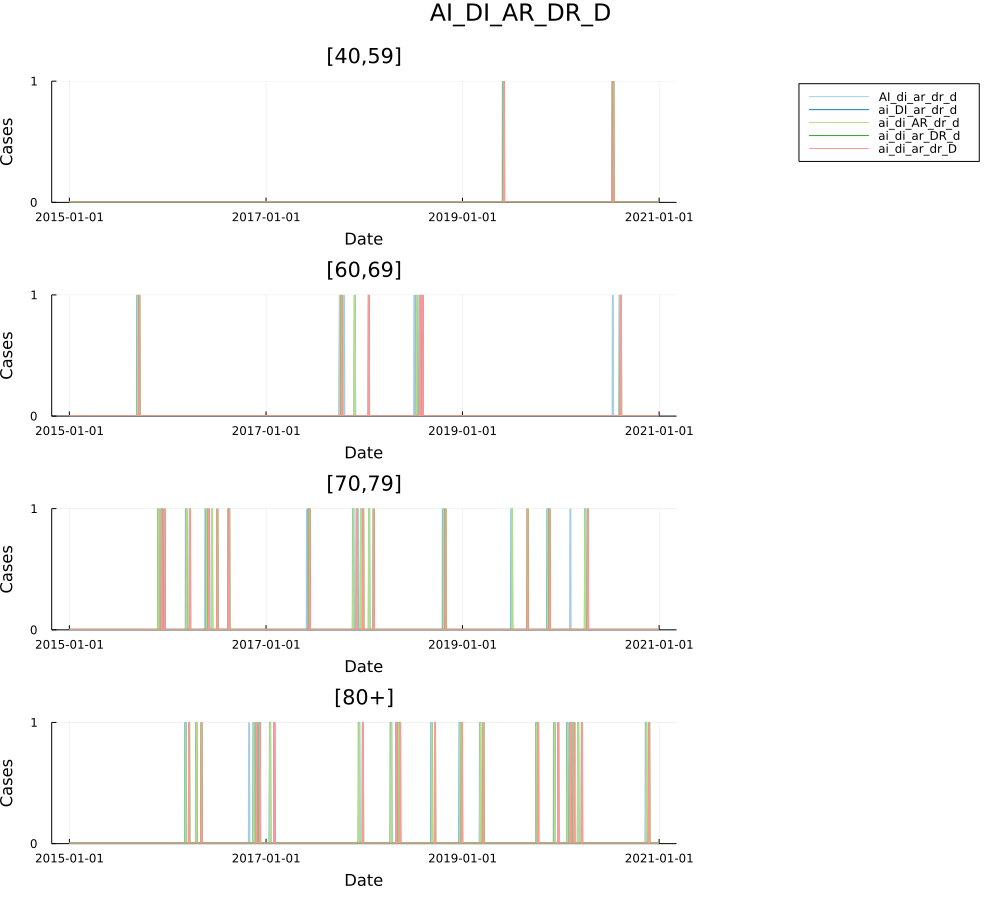 AI_DI_AR_DR_D
[40,59]
1
Cases
0
2015-01-01 2017-01-01 2019-01-01 2021-01-01
Date
AI_di_ar_dr_d
ai_DI_ar_dr_d
ai_di_AR_dr_d
ai_di_ar_DR_d
ai_di_ar_dr_D
[60,69]
1
Cases
0
2015-01-01 2017-01-01 2019-01-01 2021-01-01
Date
[70,79]
1
Cases
0
2015-01-01 2017-01-01 2019-01-01 2021-01-01
Date
[80+]
1
Cases
0
2015-01-01 2017-01-01 2019-01-01 2021-01-01
Date